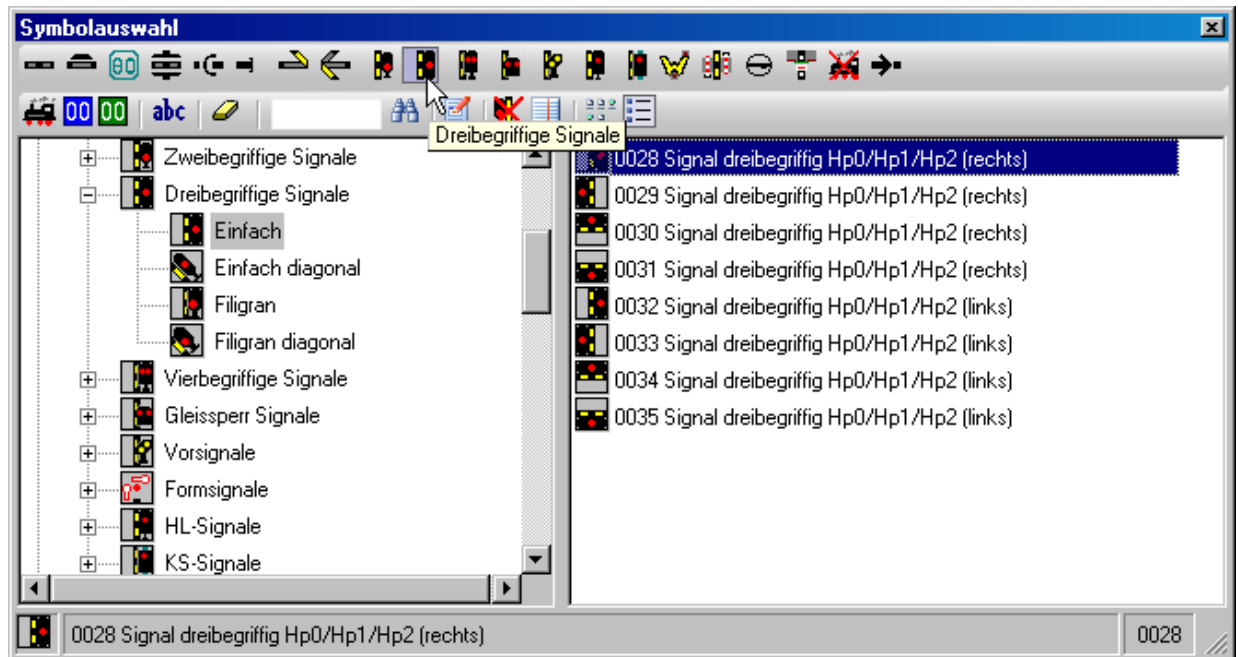 Symbolauswahl
00 00 abc
Dreibegriffige Signale
Zweibegriffige Signale
Dreibegriffige Signale
Einfach
Einfach diagonal
Filigran
Filigran diagonal
Vierbegriffige Signale
Gleissperr Signale
Vorsignale
Formsignale
HL-Signale
KS-Signale
0028 Signal dreibegriffig Hp0/Hp1/Hp2 (rechts)
0029 Signal dreibegriffig Hp0/Hp1/Hp2 (rechts)
0030 Signal dreibegriffig Hp0/Hp1/Hp2 (rechts)
0031 Signal dreibegriffig Hp0/Hp1/Hp2 (rechts)
0032 Signal dreibegriffig Hp0/Hp1/Hp2 (links)
0033 Signal dreibegriffig Hp0/Hp1/Hp2 (links)
0034 Signal dreibegriffig Hp0/Hp1/Hp2 (links)
0035 Signal dreibegriffig Hp0/Hp1/Hp2 (links)
0028 Signal dreibegriffig Hp0/Hp1/Hp2 (rechts) 0028